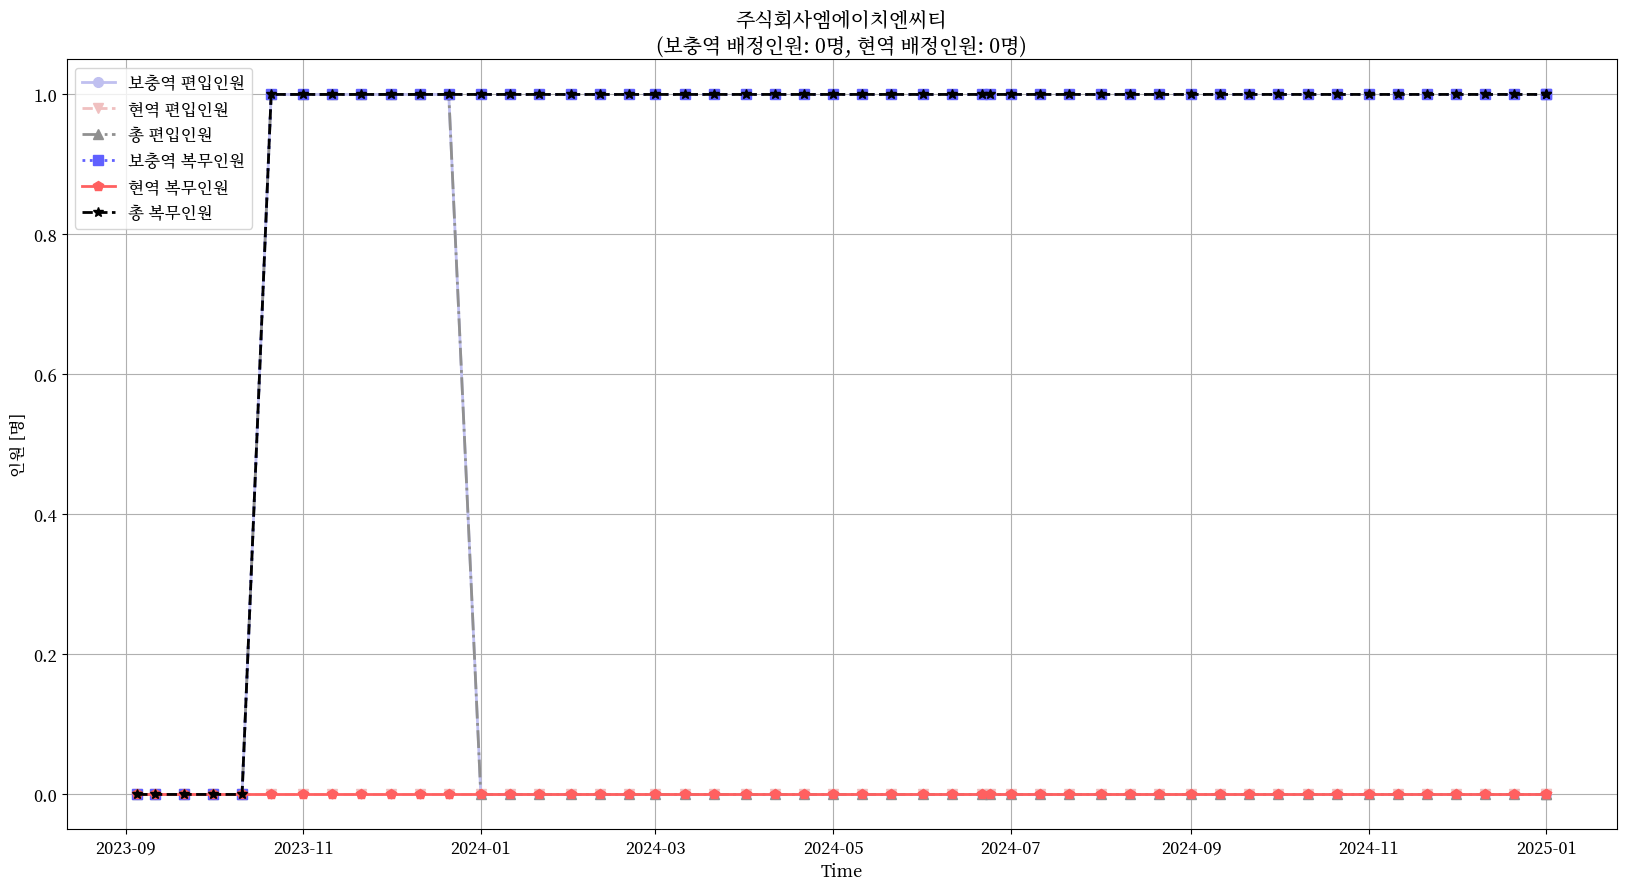 주식회사엠에이치엔씨티
(보충역 배정인원: 0명, 현역 배정인원: 0명)
보충역 편입인원
현역 편입인원
총 편입인원
보충역 복무인원
현역 복무인원
총 복무인원
1.0
0.8
0.6
0.4
0.2
0.0
인원 [명]
2023-09
2023-11
2024-01
2024-03
2024-05
2024-07
2024-09
2024-11
2025-01
Time